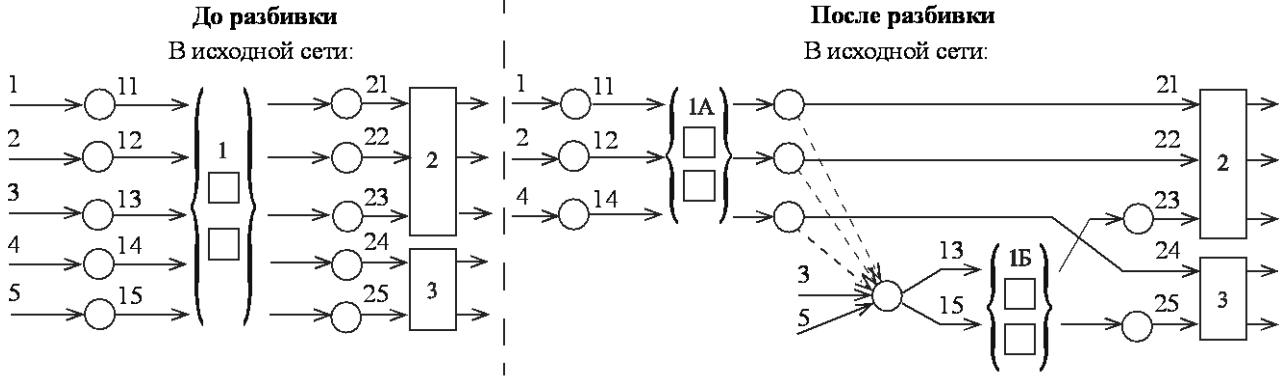 До разбивки
В исходной сети:
1 11 21
2 12 1 22 2
3 13 23
4 14 24
5 15 25 3
После разбивки
В исходной сети:
1 11 1А 21
2 12 22 2
4 14 23
13 1Б 24
3
5 15 25 3